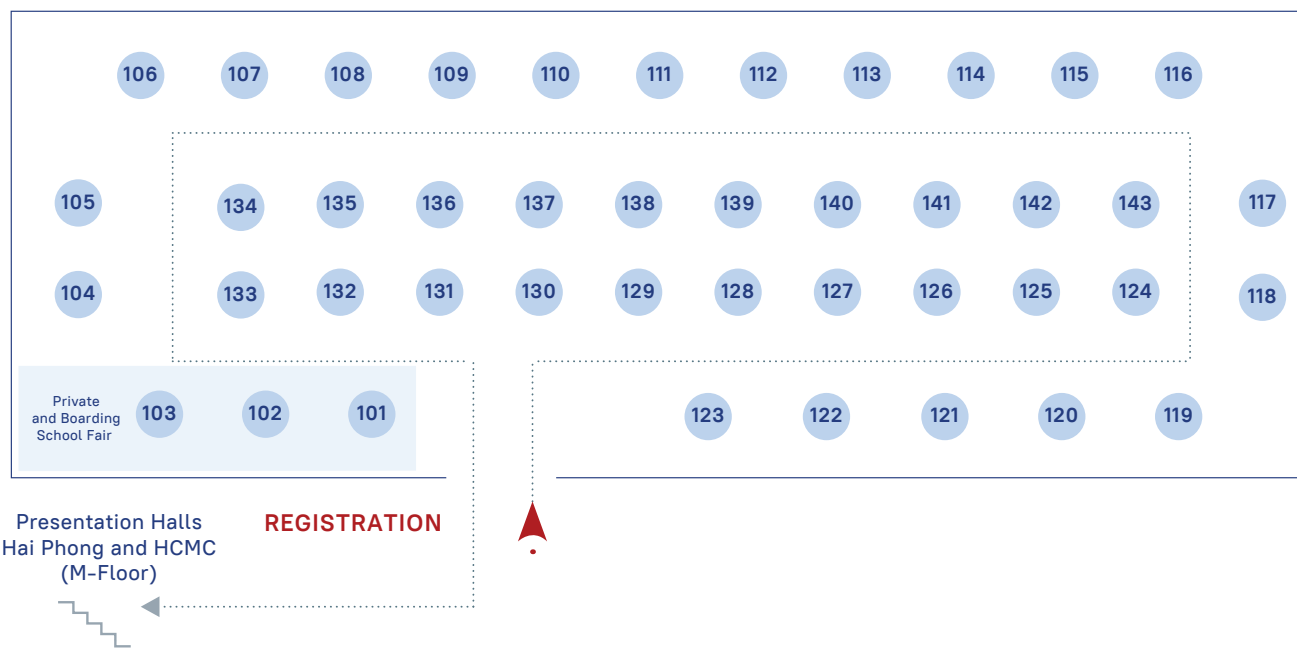 106 107 108 109 110 111 112 113 114 115 116
105 134 135 136 137 138 139 140 141 142 143 117
104 133 132 131 130 129 128 127 126 125 124 118
Private
and Boarding
School Fair
103 102 101 123 122 121 120 119
Presentation Halls
Hai Phong and HCMC
(M-Floor)
REGISTRATION